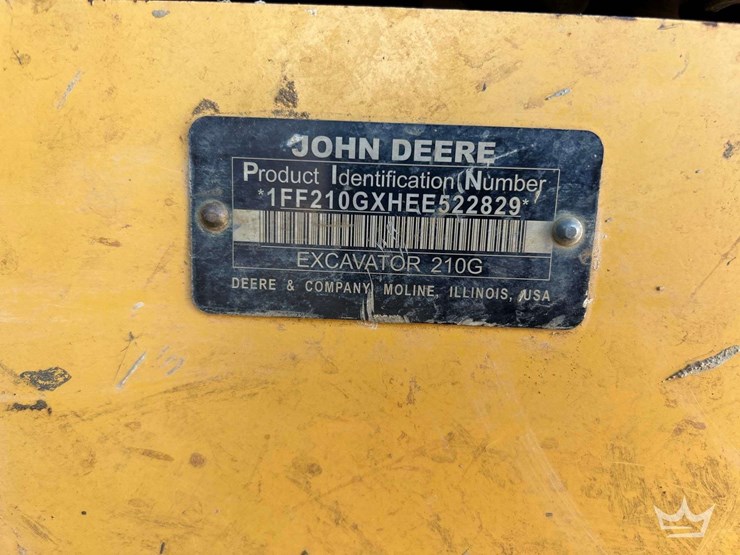 JOHN DEERE
Product Identification Number
*1FF210GXHEE522829*
EXCAVATOR 210G
DEERE & COMPANY MOLINE, ILLINOIS, USA